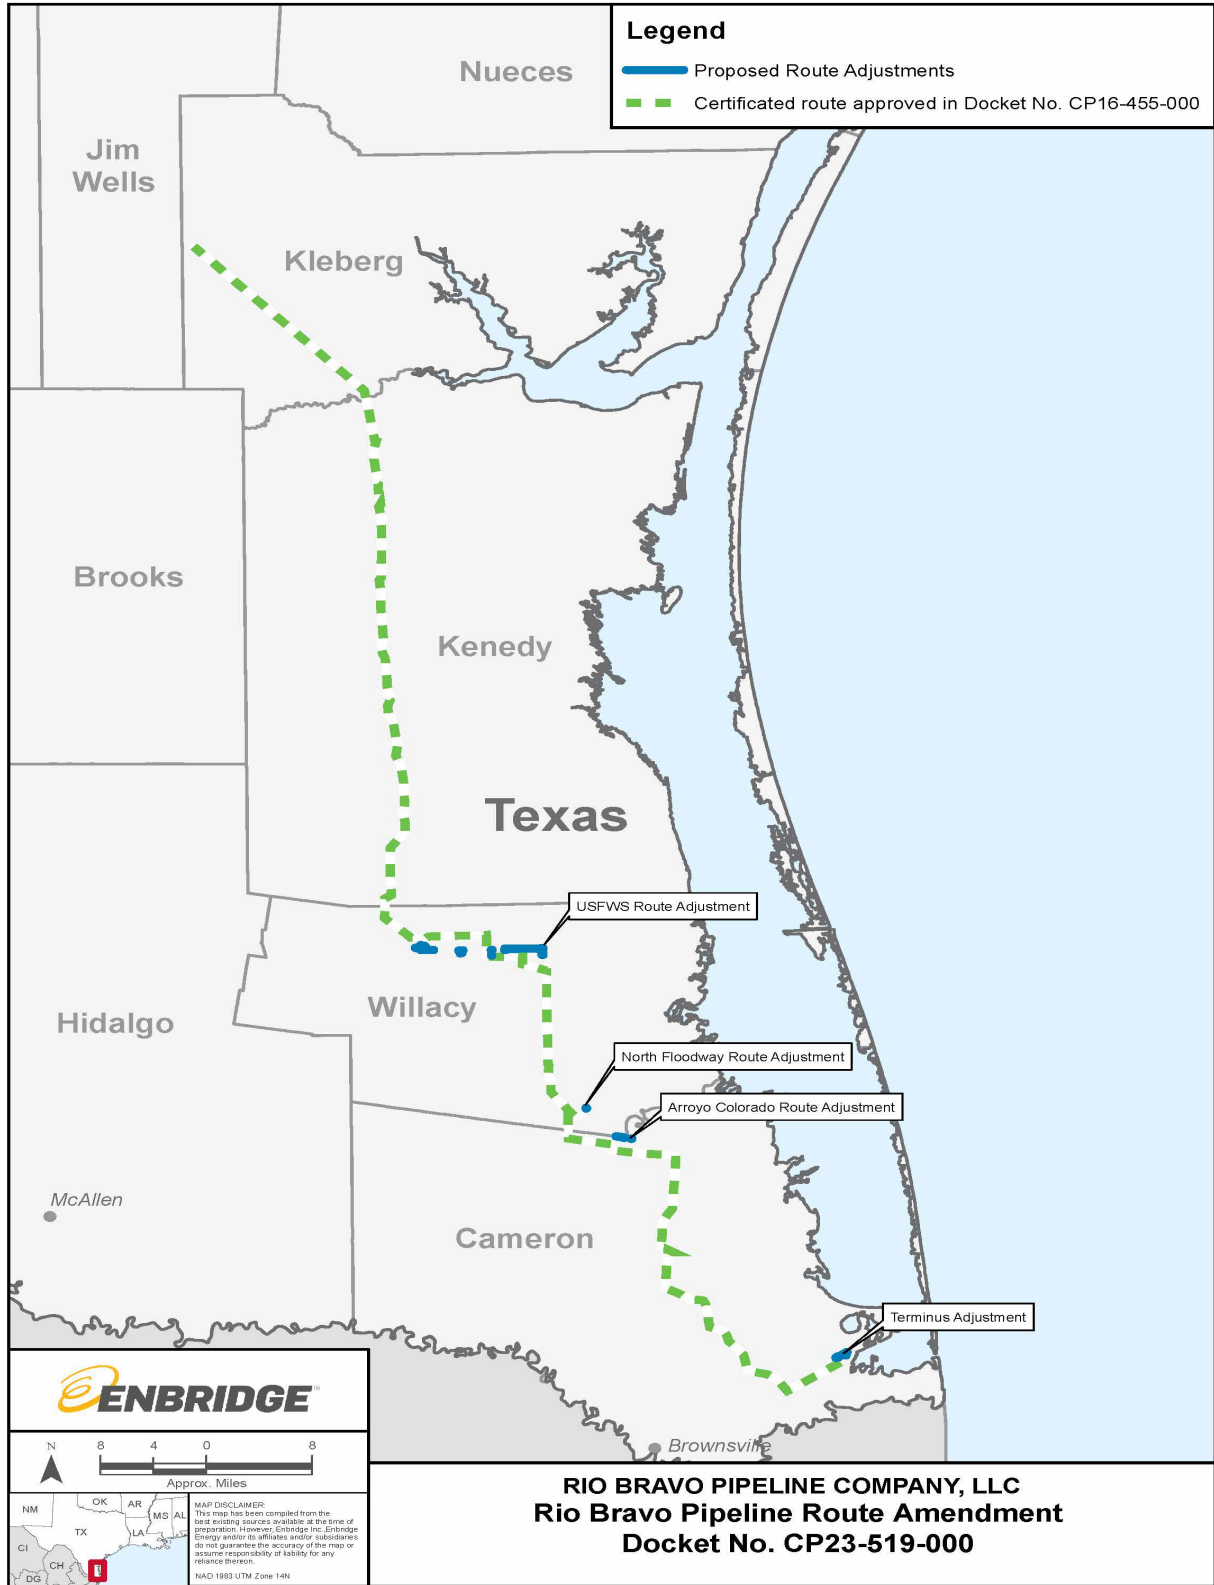 Legend
Proposed Route Adjustments
Certificated route approved in Docket No. CP16-455-000
Nueces
Jim
Wells
Kleberg
Brooks
Kenedy
Texas
USFWS Route Adjustment
Willacy
Hidalgo
North Floodway Route Adjustment
Arroyo Colorado Route Adjustment
McAllen
Cameron
Terminus Adjustment
Brownsville
ENBRIDGE
N
8 4 0 8
Approx. Miles
NM OK AR
MS AL
TX LA
CI
CH
DG
MAP DISCLAIMER:
This map has been compiled from the
best existing sources available at the time of
preparation. However, Enbridge Inc.,Enbridge
Energy and/or its affiliates and/or subsidiaries
do not guarantee the accuracy of the map or
assume responsibility of liability for any
reliance thereon.
NAD 1983 UTM Zone 14N
RIO BRAVO PIPELINE COMPANY, LLC
Rio Bravo Pipeline Route Amendment
Docket No. CP23-519-000